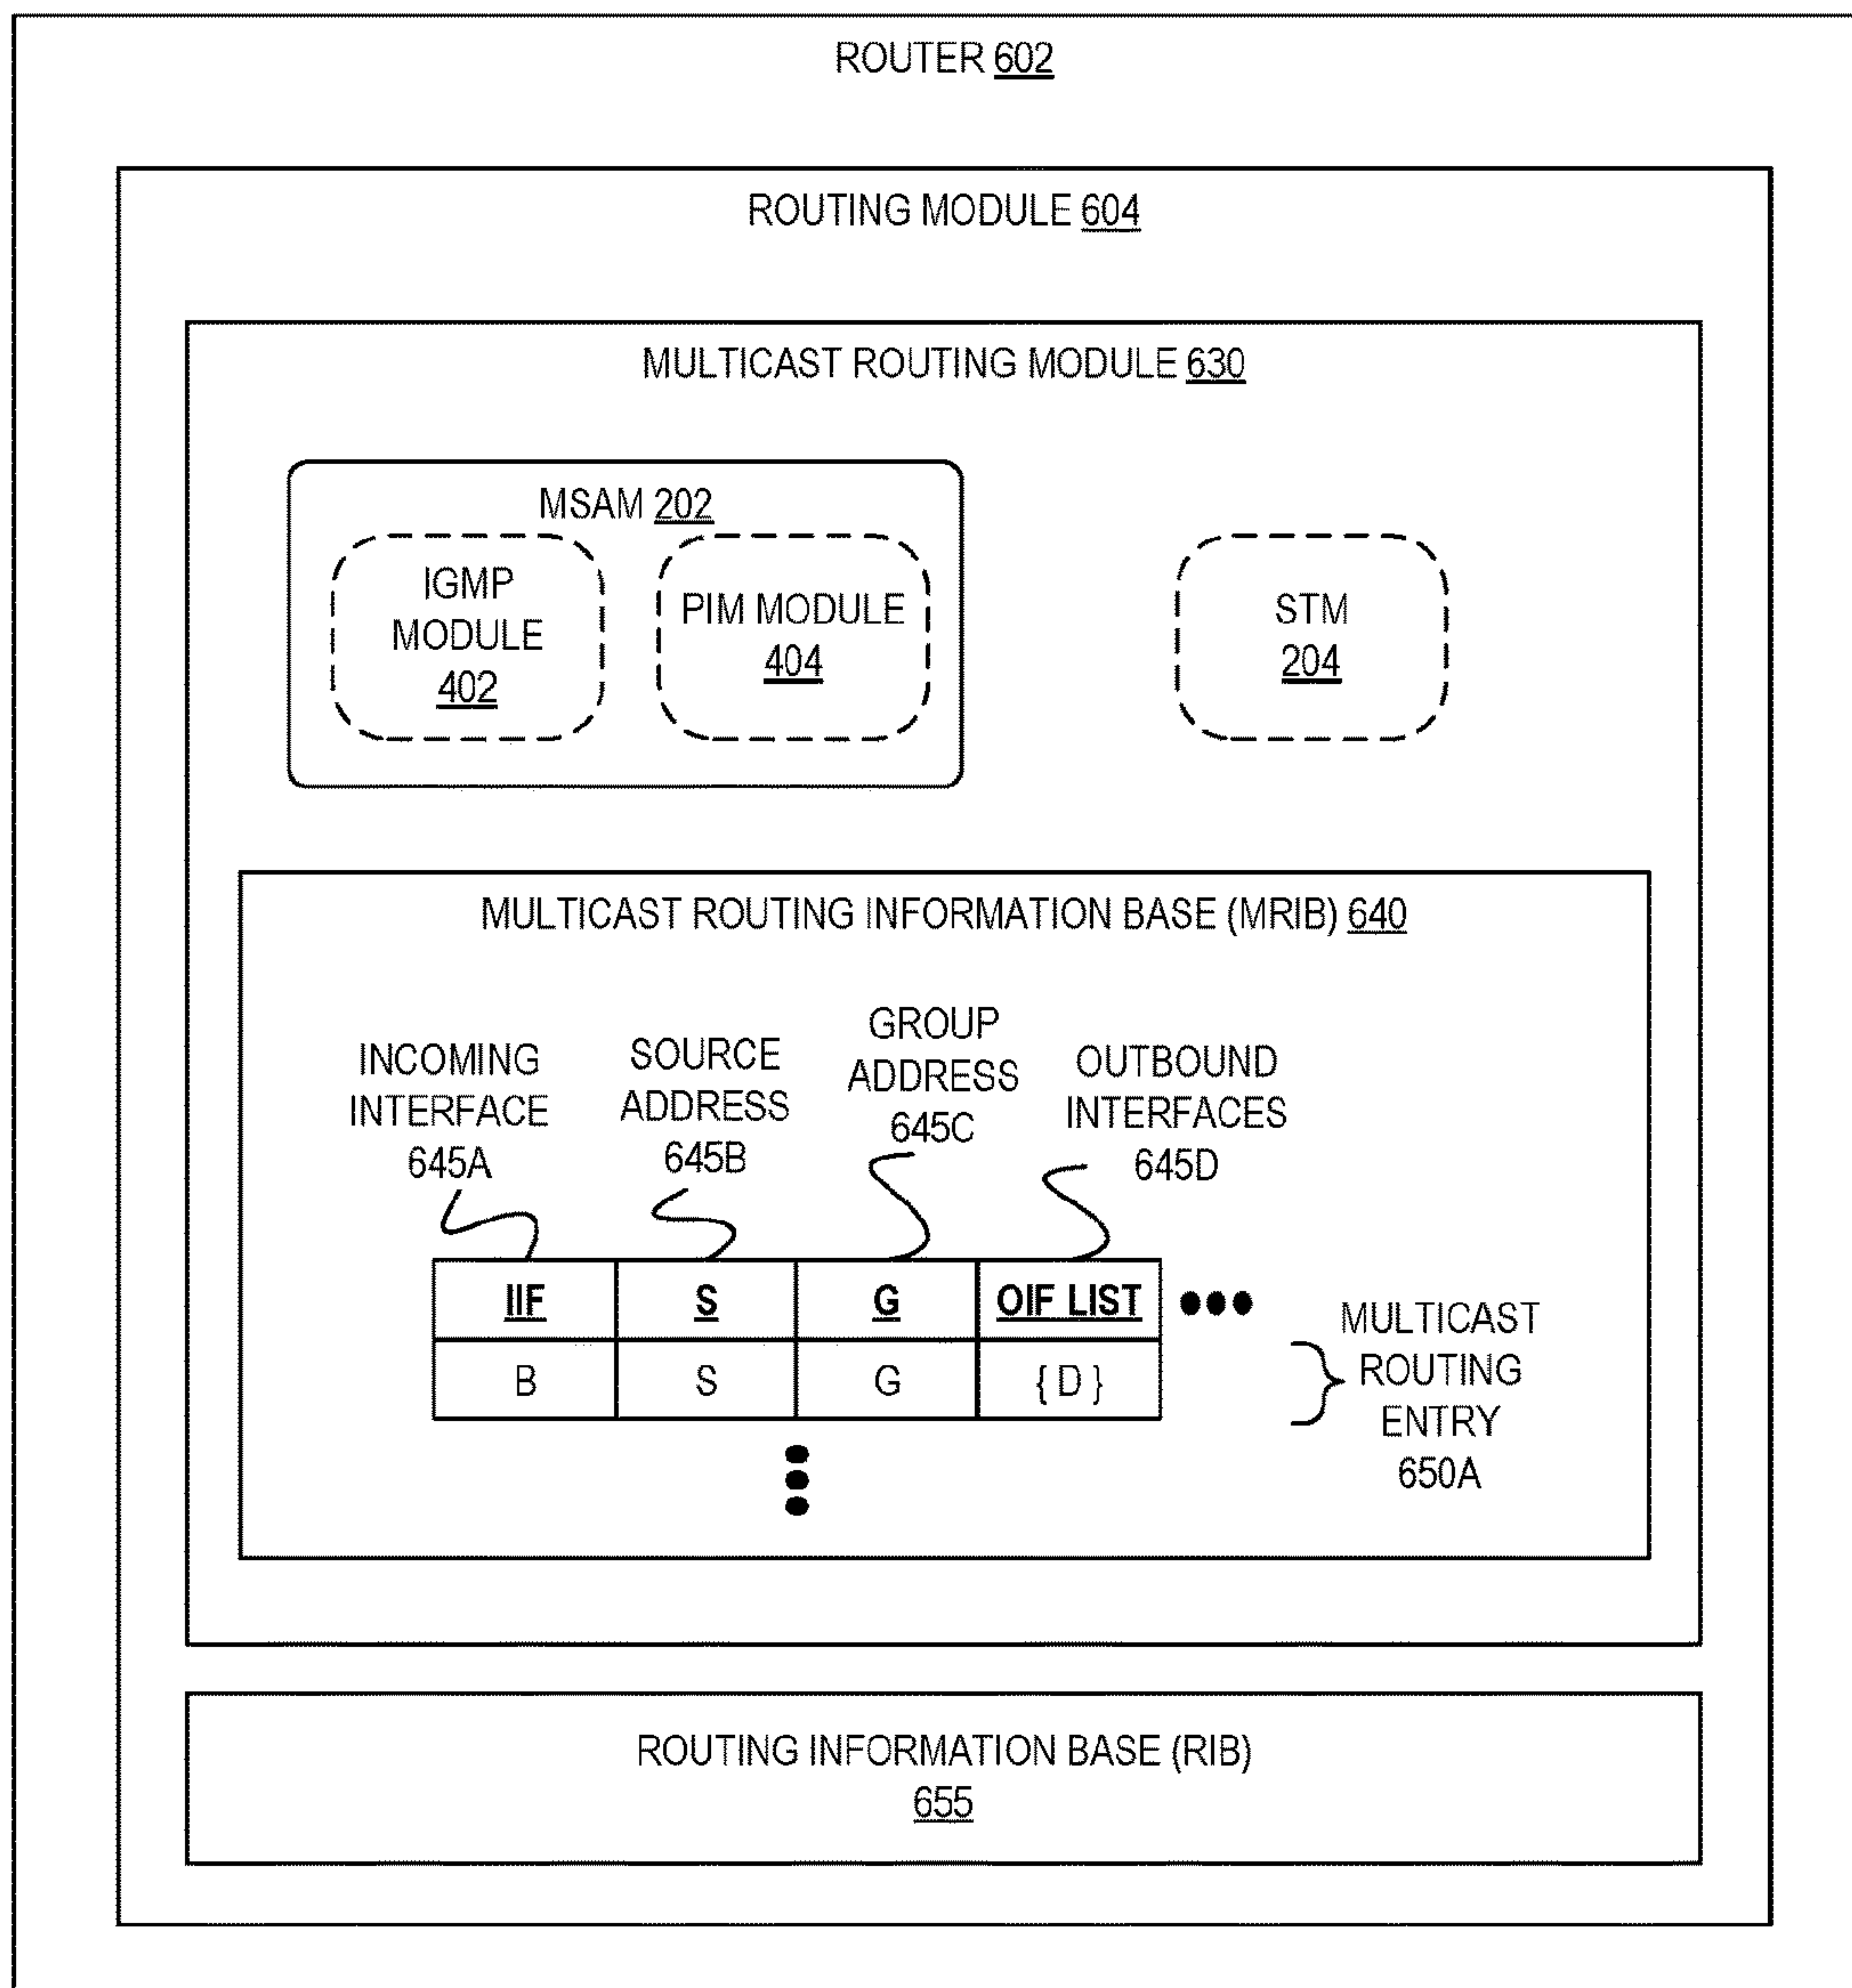 ROUTER 602
ROUTING MODULE 604
MULTICAST ROUTING MODULE 630
MSAM 202
IGMP
MODULE
402
PIM MODULE
404
STM
204
MULTICAST ROUTING INFORMATION BASE (MRIB) 640
INCOMING
INTERFACE
645A
SOURCE
ADDRESS
645B
GROUP
ADDRESS
645C
OUTBOUND
INTERFACES
645D
IIF S G OIF LIST
B S G { D }
MULTICAST
ROUTING
ENTRY
650A
ROUTING INFORMATION BASE (RIB)
655